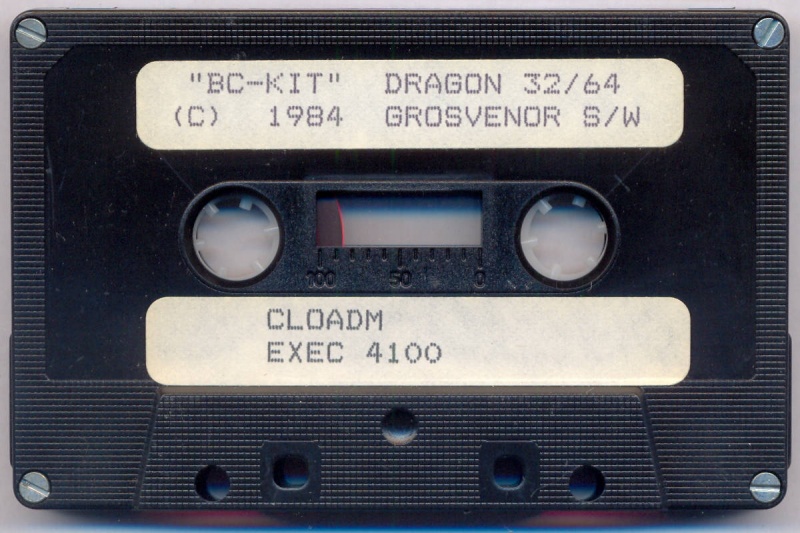 "BC-KIT" DRAGON 32/64
(C) 1984 GROSVENOR S/W
100 50 0
CLOADM
EXEC 4100